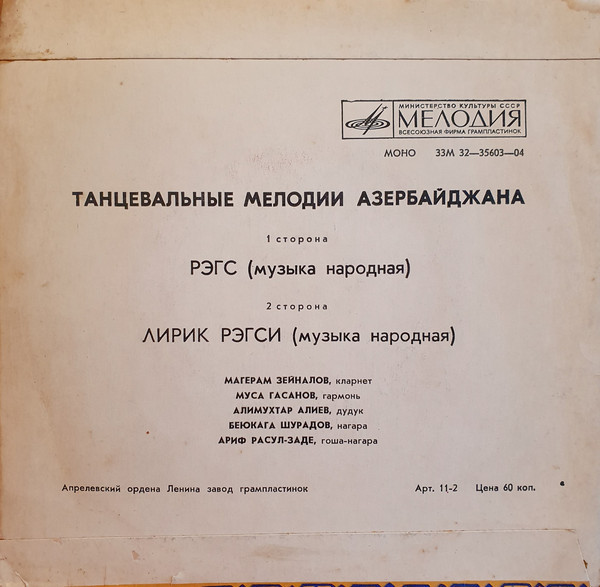 МИНИСТЕРСТВО КУЛЬТУРЫ СССР
МЕЛОДИЯ
ВСЕСОЮЗНАЯ ФИРМА ГРАМПЛАСТИНОК
МОНО 33М 32—35603—04
ТАНЦЕВАЛЬНЫЕ МЕЛОДИИ АЗЕРБАЙДЖАНА
1 сторона
РЭГС (музыка народная)
2 сторона
ЛИРИК РЭГСИ (музыка народная)
МАГЕРАМ ЗЕЙНАЛОВ, кларнет
МУСА ГАСАНОВ, гармонь
АЛИМУХТАР АЛИЕВ, дудук
БЕЮКАГА ШУРАДОВ, нагара
АРИФ РАСУЛ-ЗАДЕ, гоша-нагара
Апрелевский ордена Ленина завод грампластинок Арт. 11-2 Цена 60 коп.